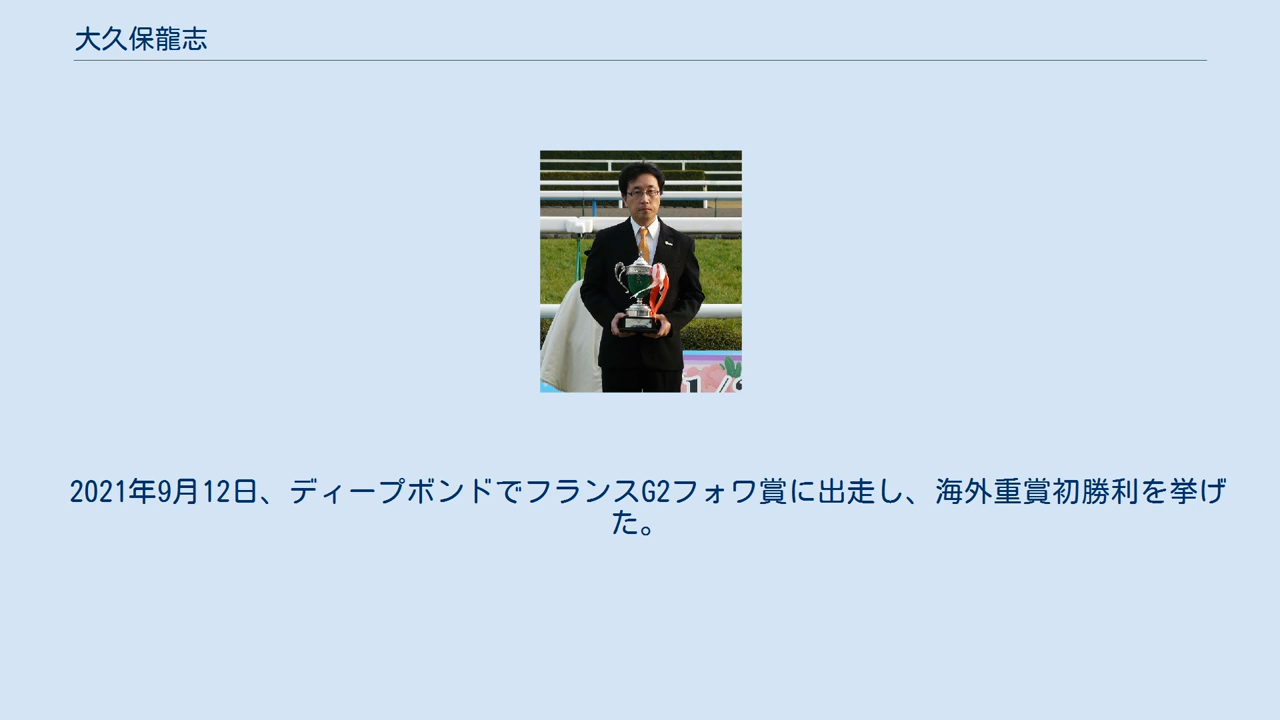 大久保龍志
2021年9月12日、ディープボンドでフランスG2フォワ賞に出走し、海外重賞初勝利を挙げ
た。